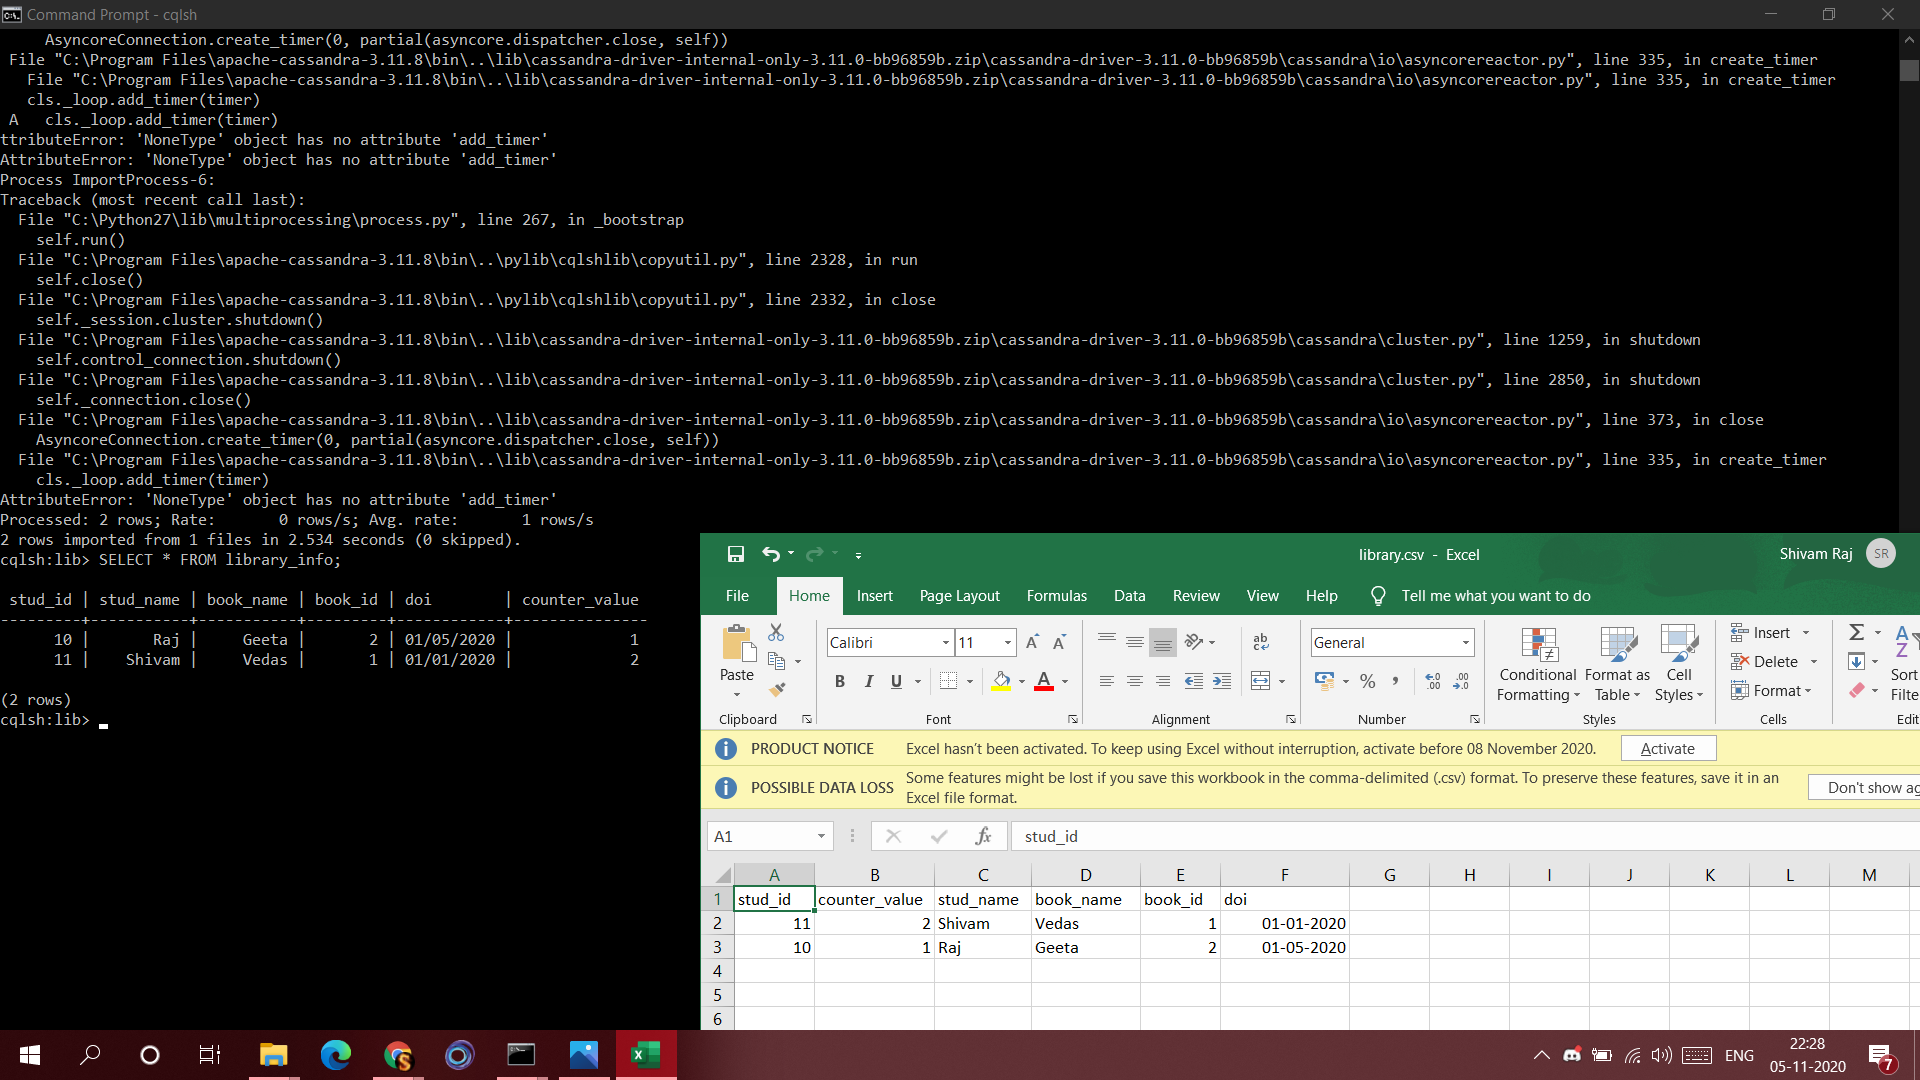 Command Prompt - cqlsh
AsyncoreConnection.create_timer(0, partial(asyncore.dispatcher.close, self))
File "C:\Program Files\apache-cassandra-3.11.8\bin\..\lib\cassandra-driver-internal-only-3.11.0-bb96859b.zip\cassandra-driver-3.11.0-bb96859b\cassandra\io\asyncorereactor.py", line 335, in create_timer
File "C:\Program Files\apache-cassandra-3.11.8\bin\..\lib\cassandra-driver-internal-only-3.11.0-bb96859b.zip\cassandra-driver-3.11.0-bb96859b\cassandra\io\asyncorereactor.py", line 335, in create_timer
cls._loop.add_timer(timer)
A   cls._loop.add_timer(timer)
ttributeError: 'NoneType' object has no attribute 'add_timer'
AttributeError: 'NoneType' object has no attribute 'add_timer'
Process ImportProcess-6:
Traceback (most recent call last):
File "C:\Python27\lib\multiprocessing\process.py", line 267, in _bootstrap
self.run()
File "C:\Program Files\apache-cassandra-3.11.8\bin\..\pylib\cqlshlib\copyutil.py", line 2328, in run
self.close()
File "C:\Program Files\apache-cassandra-3.11.8\bin\..\pylib\cqlshlib\copyutil.py", line 2332, in close
self._session.cluster.shutdown()
File "C:\Program Files\apache-cassandra-3.11.8\bin\..\lib\cassandra-driver-internal-only-3.11.0-bb96859b.zip\cassandra-driver-3.11.0-bb96859b\cassandra\cluster.py", line 1259, in shutdown
self.control_connection.shutdown()
File "C:\Program Files\apache-cassandra-3.11.8\bin\..\lib\cassandra-driver-internal-only-3.11.0-bb96859b.zip\cassandra-driver-3.11.0-bb96859b\cassandra\cluster.py", line 2850, in shutdown
self._connection.close()
File "C:\Program Files\apache-cassandra-3.11.8\bin\..\lib\cassandra-driver-internal-only-3.11.0-bb96859b.zip\cassandra-driver-3.11.0-bb96859b\cassandra\io\asyncorereactor.py", line 373, in close
AsyncoreConnection.create_timer(0, partial(asyncore.dispatcher.close, self))
File "C:\Program Files\apache-cassandra-3.11.8\bin\..\lib\cassandra-driver-internal-only-3.11.0-bb96859b.zip\cassandra-driver-3.11.0-bb96859b\cassandra\io\asyncorereactor.py", line 335, in create_timer
cls._loop.add_timer(timer)
AttributeError: 'NoneType' object has no attribute 'add_timer'
Processed: 2 rows; Rate:       0 rows/s; Avg. rate:       1 rows/s
2 rows imported from 1 files in 2.534 seconds (0 skipped).
cqlsh:lib> SELECT * FROM library_info;
stud_id | stud_name | book_name | book_id | doi        | counter_value
---------+-----------+-----------+---------+------------+---------------
10 |       Raj |     Geeta |       2 | 01/05/2020 |             1
11 |    Shivam |     Vedas |       1 | 01/01/2020 |             2
(2 rows)
cqlsh:lib>
library.csv - Excel
Shivam Raj SR
File Home Insert Page Layout Formulas Data Review View Help Tell me what you want to do
Paste
Clipboard
Calibri 11
B I U
Font
Alignment
General
Number
Conditional Formatting
Format as Table
Cell Styles
Styles
Insert
Delete
Format
Cells
Sort
Filte
Edit
PRODUCT NOTICE Excel hasn't been activated. To keep using Excel without interruption, activate before 08 November 2020. Activate
POSSIBLE DATA LOSS Some features might be lost if you save this workbook in the comma-delimited (.csv) format. To preserve these features, save it in an
Excel file format.
Don't show ag
A1 fx stud_id
A B C D E F G H I J K L M
1 stud_id counter_value stud_name book_name book_id doi
2 11 2 Shivam Vedas 1 01-01-2020
3 10 1 Raj Geeta 2 01-05-2020
4
5
6
ENG
22:28
05-11-2020
7